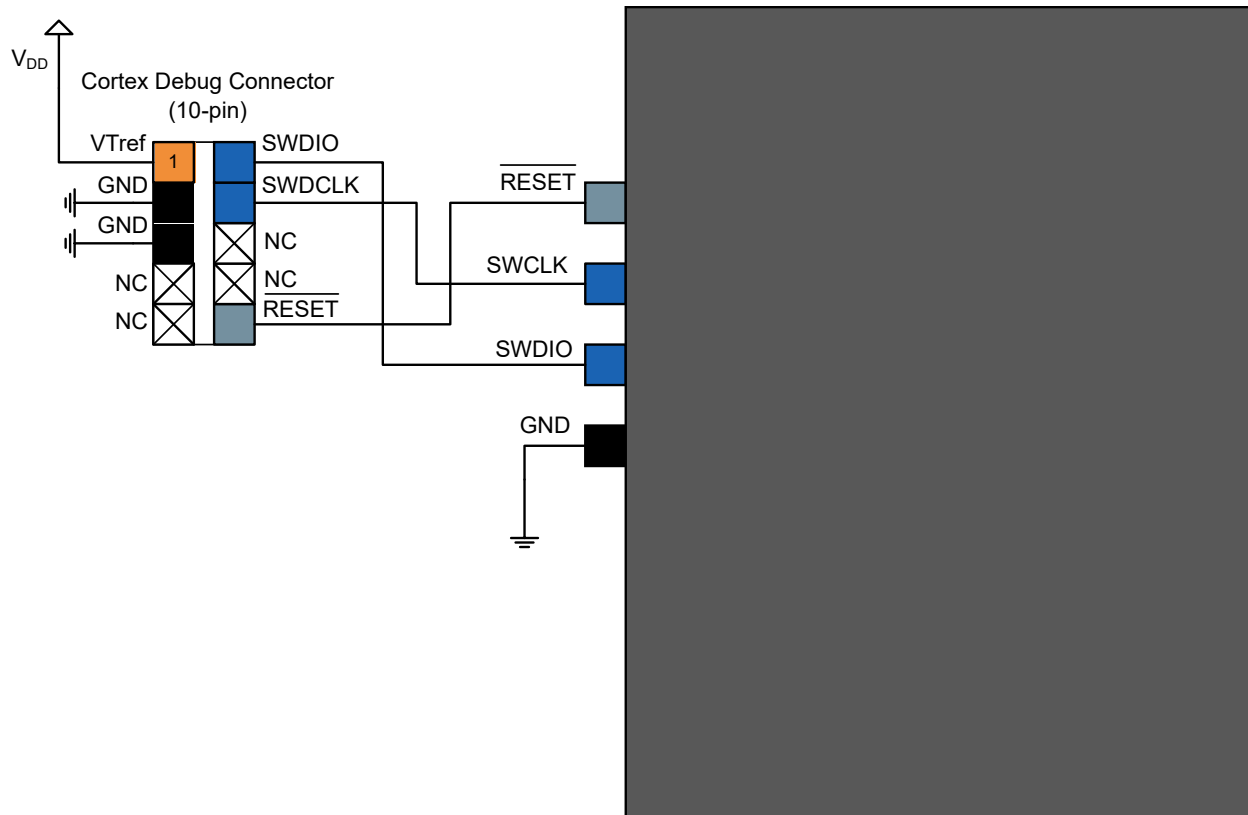 V_DD
Cortex Debug Connector
(10-pin)
VTref
1
SWDIO
GND
SWDCLK
GND
NC
NC
NC
NC
RESET
RESET
SWCLK
SWDIO
GND